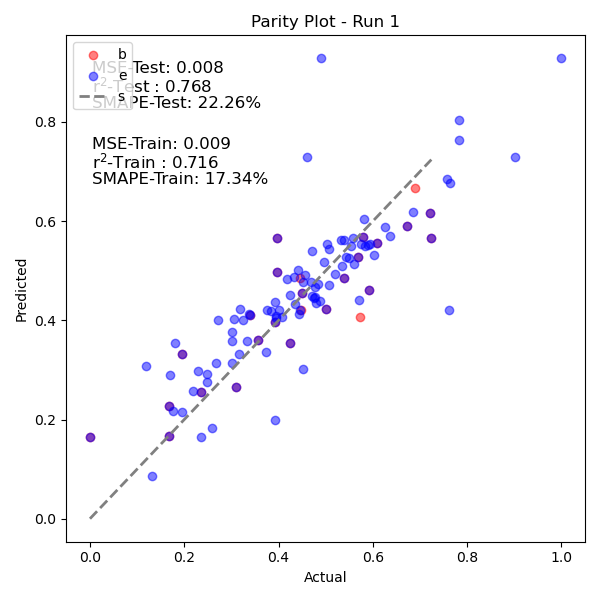 Parity Plot - Run 1
b
e
s
MSE-Test: 0.008
r²-Test : 0.768
SMAPE-Test: 22.26%
MSE-Train: 0.009
r²-Train : 0.716
SMAPE-Train: 17.34%
Predicted
0.8
0.6
0.4
0.2
0.0
0.0 0.2 0.4 0.6 0.8 1.0
Actual